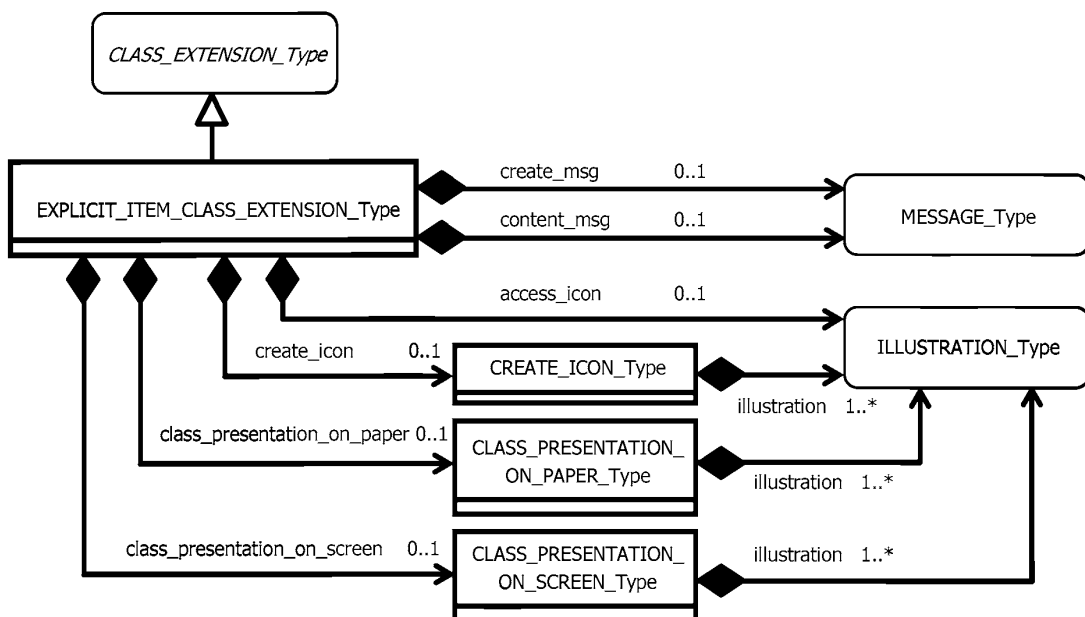 CLASS_EXTENSION_Type
EXPLICIT_ITEM_CLASS_EXTENSION_Type
create_msg 0..1
content_msg 0..1
MESSAGE_Type
access_icon 0..1
create_icon 0..1
CREATE_ICON_Type
ILLUSTRATION_Type
illustration 1..*
class_presentation_on_paper 0..1
CLASS_PRESENTATION_
ON_PAPER_Type
illustration 1..*
class_presentation_on_screen 0..1
CLASS_PRESENTATION_
ON_SCREEN_Type
illustration 1..*